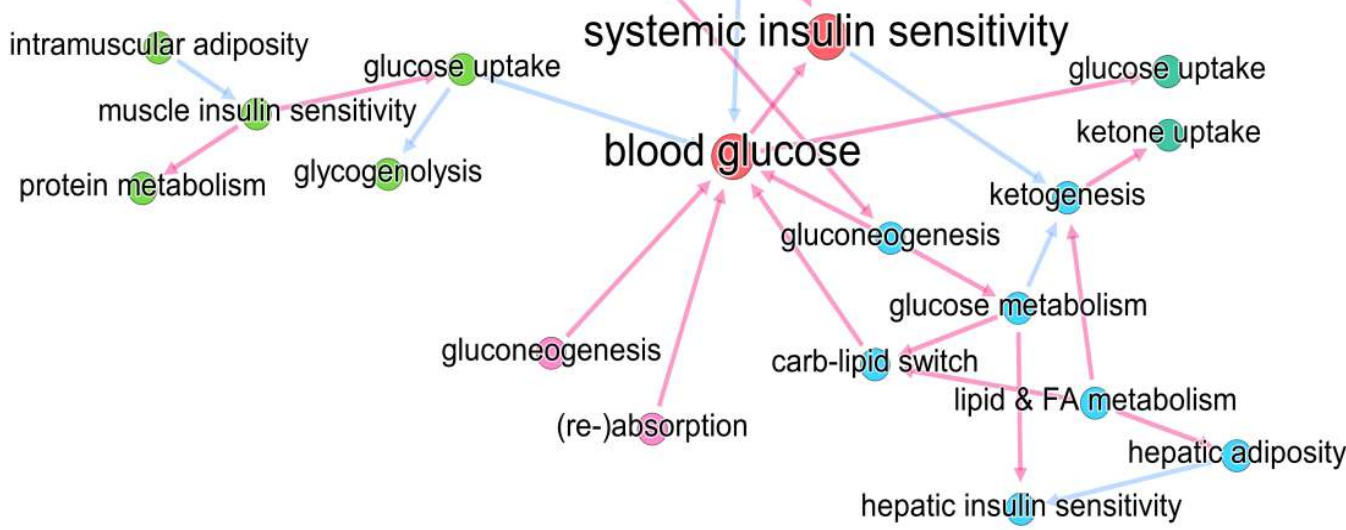 systemic insulin sensitivity
intramuscular adiposity
glucose uptake
glucose uptake
muscle insulin sensitivity
ketone uptake
blood glucose
protein metabolism
glycogenolysis
ketogenesis
gluconeogenesis
glucose metabolism
gluconeogenesis
carb-lipid switch
lipid & FA metabolism
(re-)absorption
hepatic adiposity
hepatic insulin sensitivity